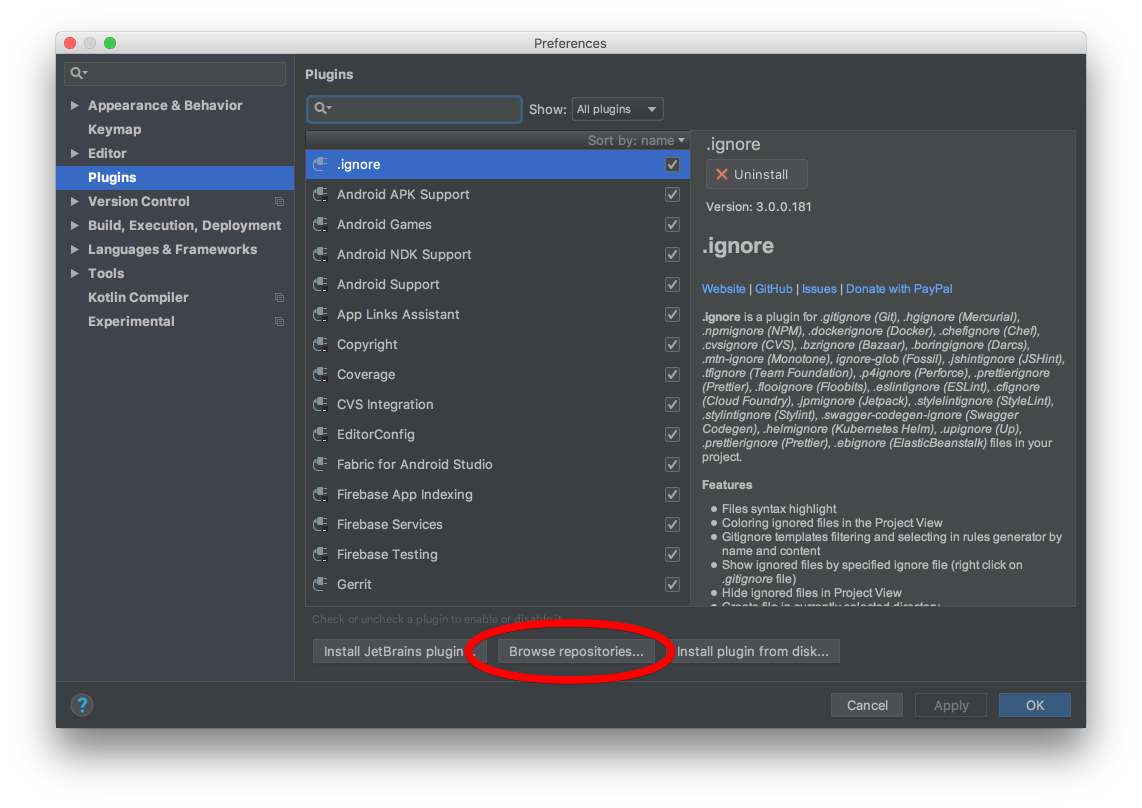 Preferences
Appearance & Behavior
Keymap
Editor
Plugins
Version Control
Build, Execution, Deployment
Languages & Frameworks
Tools
Kotlin Compiler
Experimental
Plugins
Show: All plugins
Sort by: name
.ignore
Android APK Support
Android Games
Android NDK Support
Android Support
App Links Assistant
Copyright
Coverage
CVS Integration
EditorConfig
Fabric for Android Studio
Firebase App Indexing
Firebase Services
Firebase Testing
Gerrit
Check or uncheck a plugin to enable or disable it.
.ignore
Uninstall
Version: 3.0.0.181
.ignore
Website | GitHub | Issues | Donate with PayPal
.ignore is a plugin for .gitignore (Git), .hgignore (Mercurial),
.npmignore (NPM), .dockerignore (Docker), .chefignore (Chef),
.cvsignore (CVS), .bzrignore (Bazaar), .boringignore (Darcs),
.mtn-ignore (Monotone), ignore-glob (Fossil), .jshintignore (JSHint),
.tfignore (Team Foundation), .p4ignore (Perforce), .prettierignore
(Prettier), .flooignore (Floobits), .eslintignore (ESLint), .cfignore
(Cloud Foundry), .jpmignore (Jetpack), .stylelintignore (StyleLint),
.stylintignore (Stylint), .swagger-codegen-ignore (Swagger
Codegen), .helmignore (Kubernetes Helm), .upignore (Up),
.prettierignore (Prettier), .ebignore (ElasticBeanstalk) files in your
project.
Features
Files syntax highlight
Coloring ignored files in the Project View
Gitignore templates filtering and selecting in rules generator by
name and content
Show ignored files by specified ignore file (right click on
.gitignore file)
Hide ignored files in Project View
Create file in currently selected directory
Install JetBrains plugin... Browse repositories... Install plugin from disk...
? Cancel Apply OK